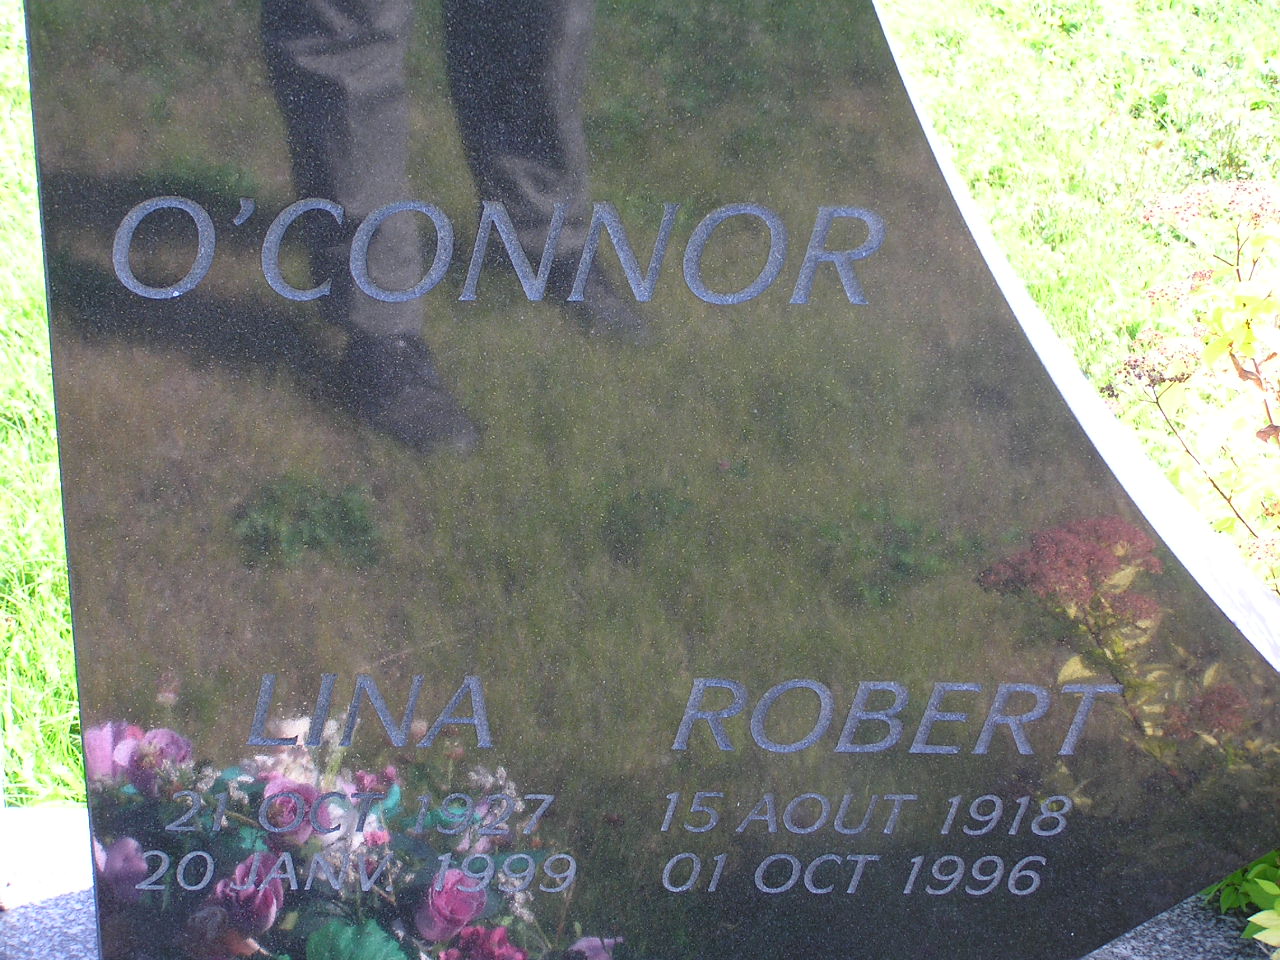 O'CONNOR
LINA ROBERT
21 OCT 1927 15 AOUT 1918
20 JANV. 1999 01 OCT 1996